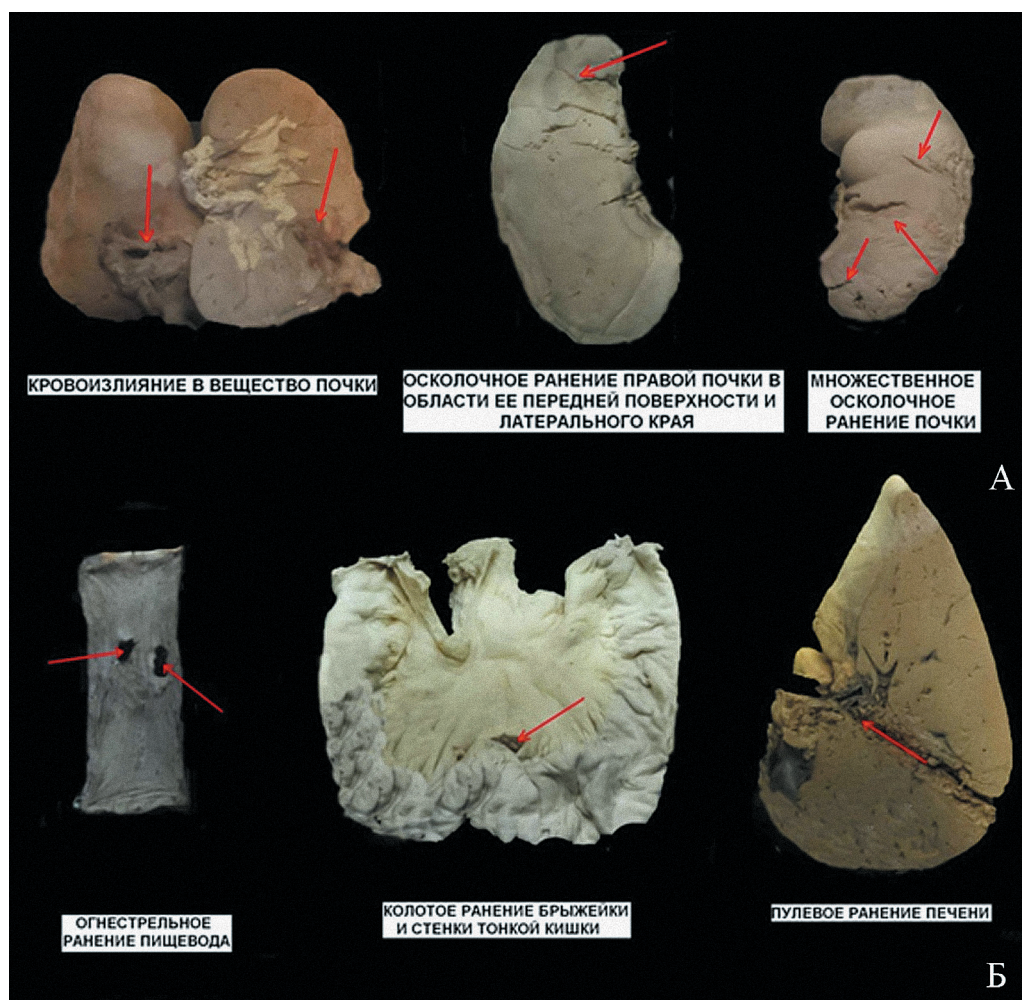 КРОВОИЗЛИЯНИЕ В ВЕЩЕСТВО ПОЧКИ
ОСКОЛОЧНОЕ РАНЕНИЕ ПРАВОЙ ПОЧКИ В
ОБЛАСТИ ЕЕ ПЕРЕДНЕЙ ПОВЕРХНОСТИ И
ЛАТЕРАЛЬНОГО КРАЯ
МНОЖЕСТВЕННОЕ
ОСКОЛОЧНОЕ
РАНЕНИЕ ПОЧКИ
А
ОГНЕСТРЕЛЬНОЕ
РАНЕНИЕ ПИЩЕВОДА
КОЛОТОЕ РАНЕНИЕ БРЫЖЕЙКИ
И СТЕНКИ ТОНКОЙ КИШКИ
ПУЛЕВОЕ РАНЕНИЕ ПЕЧЕНИ
Б